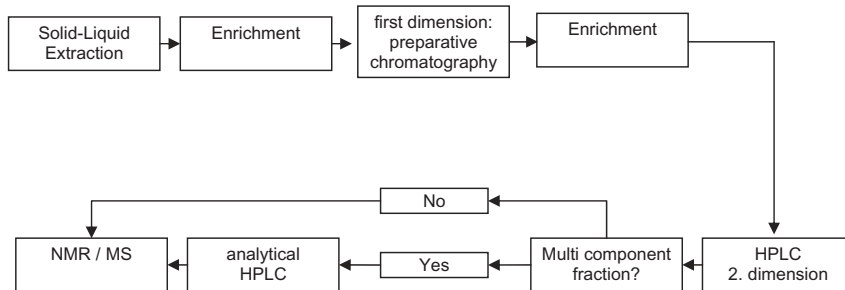 Solid-Liquid
Extraction
Enrichment
first dimension:
preparative
chromatography
Enrichment
No
NMR / MS
analytical
HPLC
Yes
Multi component
fraction?
HPLC
2. dimension